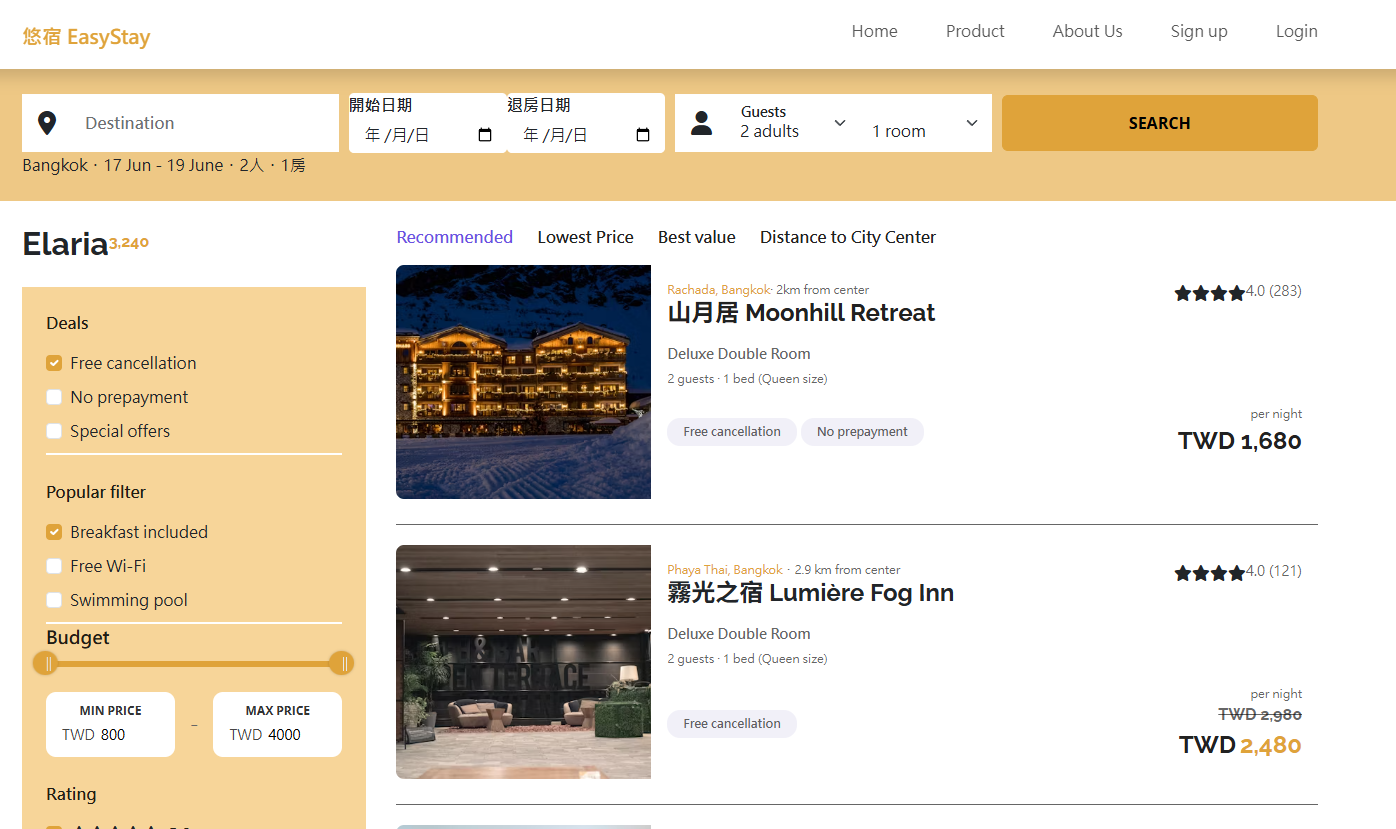 悠宿 EasyStay
Home Product About Us Sign up Login
Destination
開始日期
年 /月/日
退房日期
年 /月/日
Guests
2 adults
1 room
SEARCH
Bangkok · 17 Jun - 19 June · 2人 · 1房
Elaria 3,240
Deals
Free cancellation
No prepayment
Special offers
Popular filter
Breakfast included
Free Wi-Fi
Swimming pool
Budget
MIN PRICE
TWD 800
-
MAX PRICE
TWD 4000
Rating
Recommended Lowest Price Best value Distance to City Center
Rachada, Bangkok· 2km from center
4.0 (283)
山月居 Moonhill Retreat
Deluxe Double Room
2 guests · 1 bed (Queen size)
Free cancellation No prepayment
per night
TWD 1,680
Phaya Thai, Bangkok · 2.9 km from center
4.0 (121)
霧光之宿 Lumière Fog Inn
Deluxe Double Room
2 guests · 1 bed (Queen size)
Free cancellation
per night
TWD 2,980
TWD 2,480